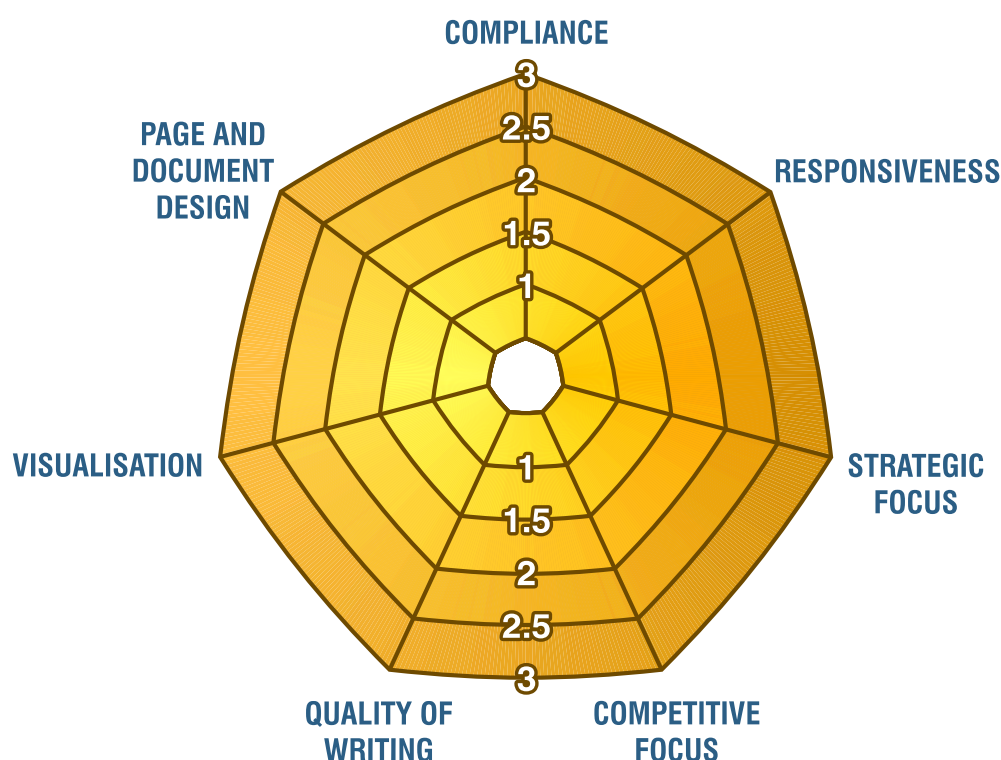 COMPLIANCE
3
2.5
2
1.5
1
PAGE AND
DOCUMENT
DESIGN
RESPONSIVENESS
VISUALISATION
STRATEGIC
FOCUS
1
1.5
2
2.5
3
QUALITY OF
WRITING
COMPETITIVE
FOCUS